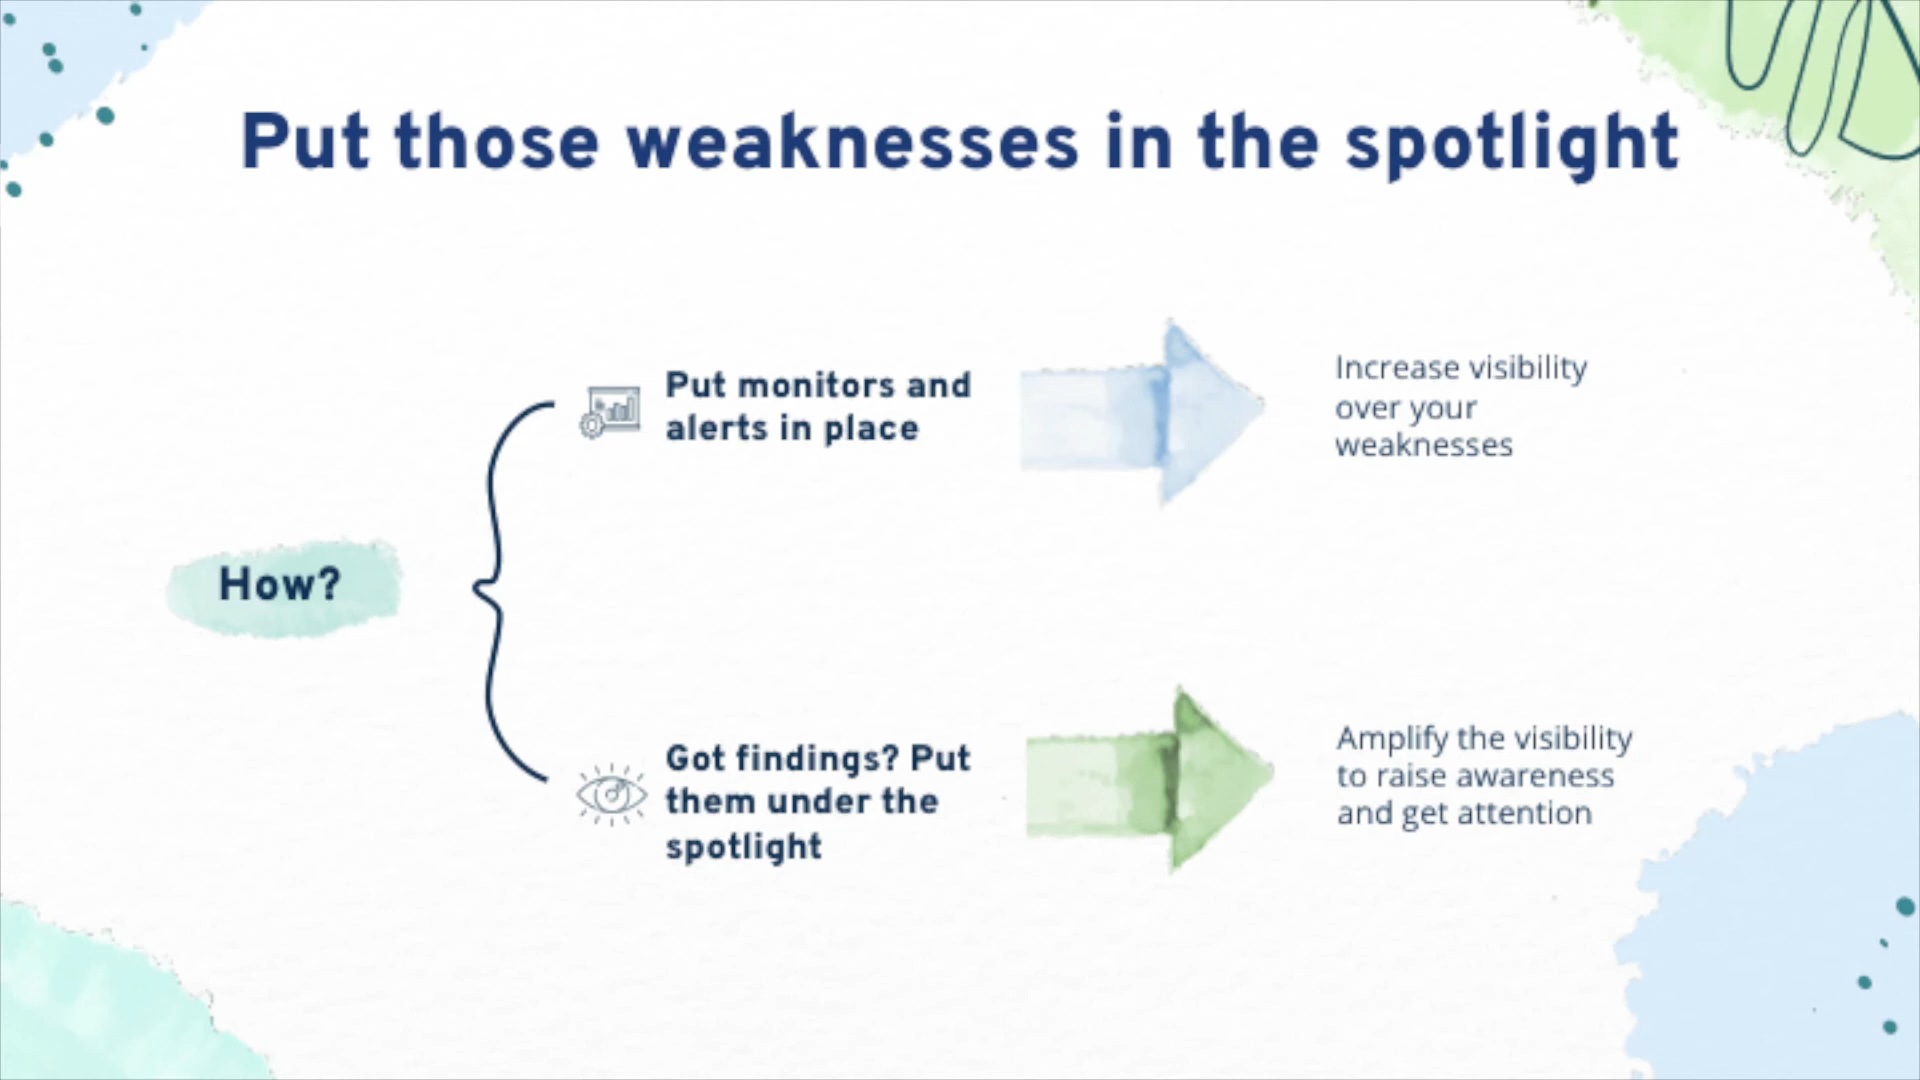 Put those weaknesses in the spotlight
How?
Put monitors and
alerts in place
Increase visibility
over your
weaknesses
Got findings? Put
them under the
spotlight
Amplify the visibility
to raise awareness
and get attention